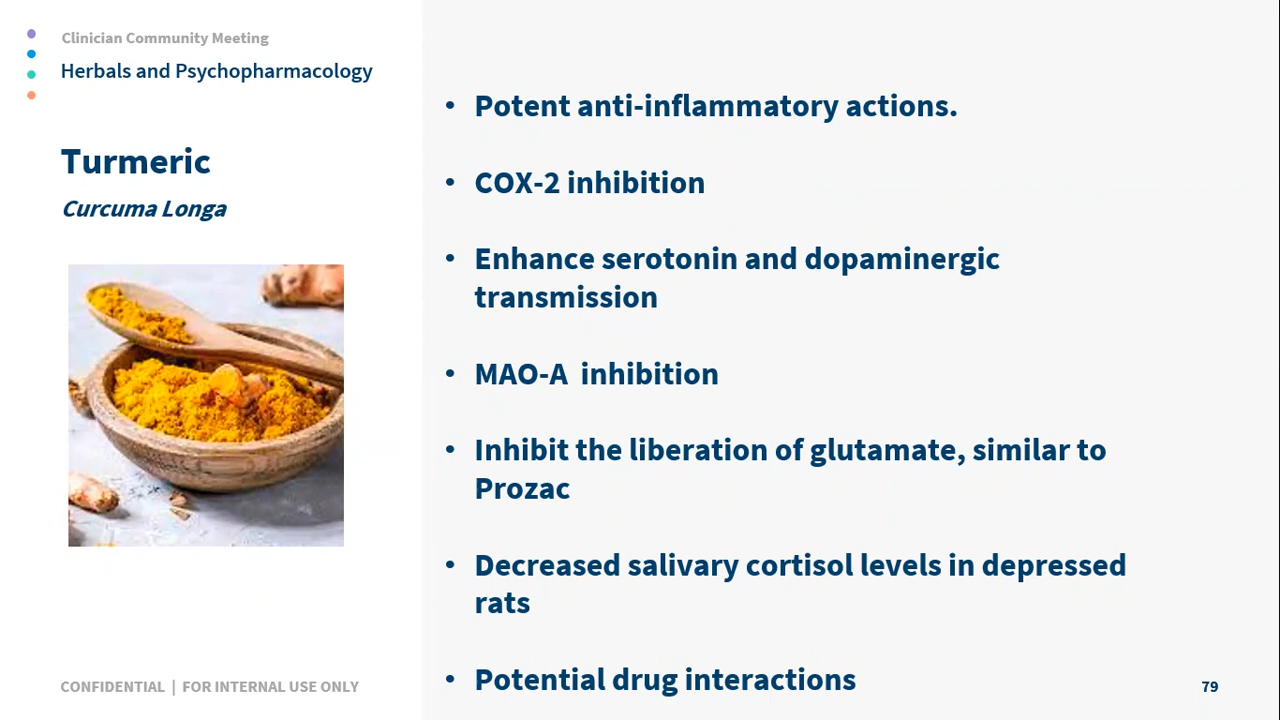 Clinician Community Meeting
Herbals and Psychopharmacology
Turmeric
Curcuma Longa
• Potent anti-inflammatory actions.
• COX-2 inhibition
• Enhance serotonin and dopaminergic
transmission
• MAO-A  inhibition
• Inhibit the liberation of glutamate, similar to
Prozac
• Decreased salivary cortisol levels in depressed
rats
• Potential drug interactions
CONFIDENTIAL | FOR INTERNAL USE ONLY
79